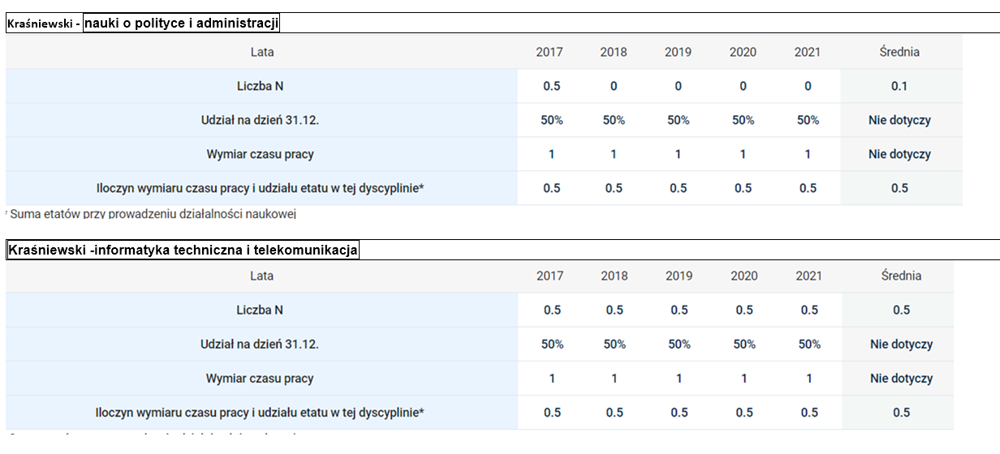 Kraśniewski - nauki o polityce i administracji
Lata 2017 2018 2019 2020 2021 Średnia
Liczba N 0.5 0 0 0 0 0.1
Udział na dzień 31.12. 50% 50% 50% 50% 50% Nie dotyczy
Wymiar czasu pracy 1 1 1 1 1 Nie dotyczy
Iloczyn wymiaru czasu pracy i udziału etatu w tej dyscyplinie* 0.5 0.5 0.5 0.5 0.5 0.5
* Suma etatów przy prowadzeniu działalności naukowej
Kraśniewski -informatyka techniczna i telekomunikacja
Lata 2017 2018 2019 2020 2021 Średnia
Liczba N 0.5 0.5 0.5 0.5 0.5 0.5
Udział na dzień 31.12. 50% 50% 50% 50% 50% Nie dotyczy
Wymiar czasu pracy 1 1 1 1 1 Nie dotyczy
Iloczyn wymiaru czasu pracy i udziału etatu w tej dyscyplinie* 0.5 0.5 0.5 0.5 0.5 0.5